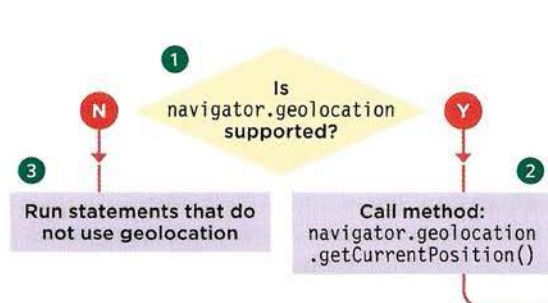 1
Is
navigator.geolocation
supported?
N
Y
3
Run statements that do
not use geolocation
2
Call method:
navigator.geolocation
.getCurrentPosition()